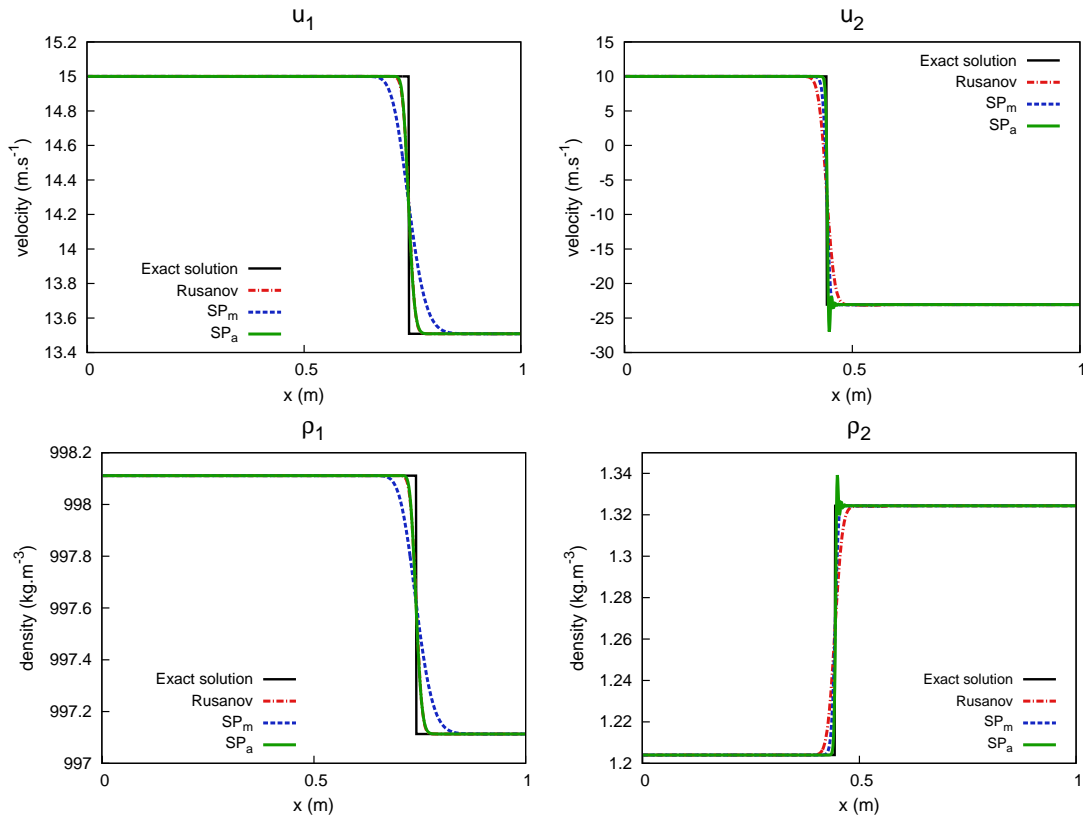 u1
velocity (m.s-1)
15.2
15
14.8
14.6
14.4
14.2
14
13.8
13.6
13.4
0
0.5
1
x (m)
Exact solution
Rusanov
SPm
SPa
u2
velocity (m.s-1)
15
10
5
0
-5
-10
-15
-20
-25
-30
0
0.5
1
x (m)
Exact solution
Rusanov
SPm
SPa
ρ1
density (kg.m-3)
998.2
998
997.8
997.6
997.4
997.2
997
0
0.5
1
x (m)
Exact solution
Rusanov
SPm
SPa
ρ2
density (kg.m-3)
1.34
1.32
1.3
1.28
1.26
1.24
1.22
1.2
0
0.5
1
x (m)
Exact solution
Rusanov
SPm
SPa